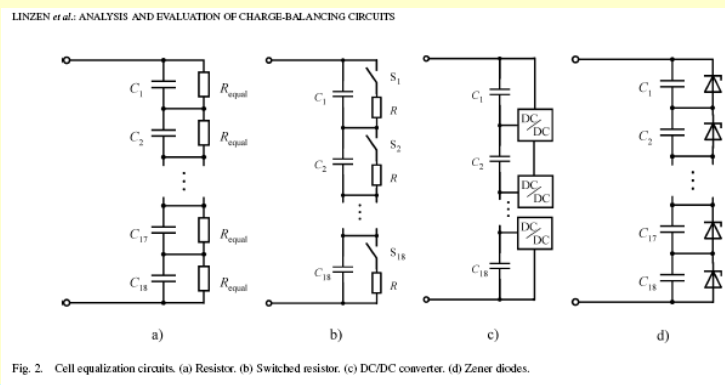 LINZEN et al.: ANALYSIS AND EVALUATION OF CHARGE-BALANCING CIRCUITS
C1 Requal
C2 Requal
C17 Requal
C18 Requal
a)
C1 S1 R
C2 S2 R
C18 S18 R
b)
C1 DC/DC
C2 DC/DC
DC/DC
C18
c)
C1
C2
C17
C18
d)
Fig. 2. Cell equalization circuits. (a) Resistor. (b) Switched resistor. (c) DC/DC converter. (d) Zener diodes.